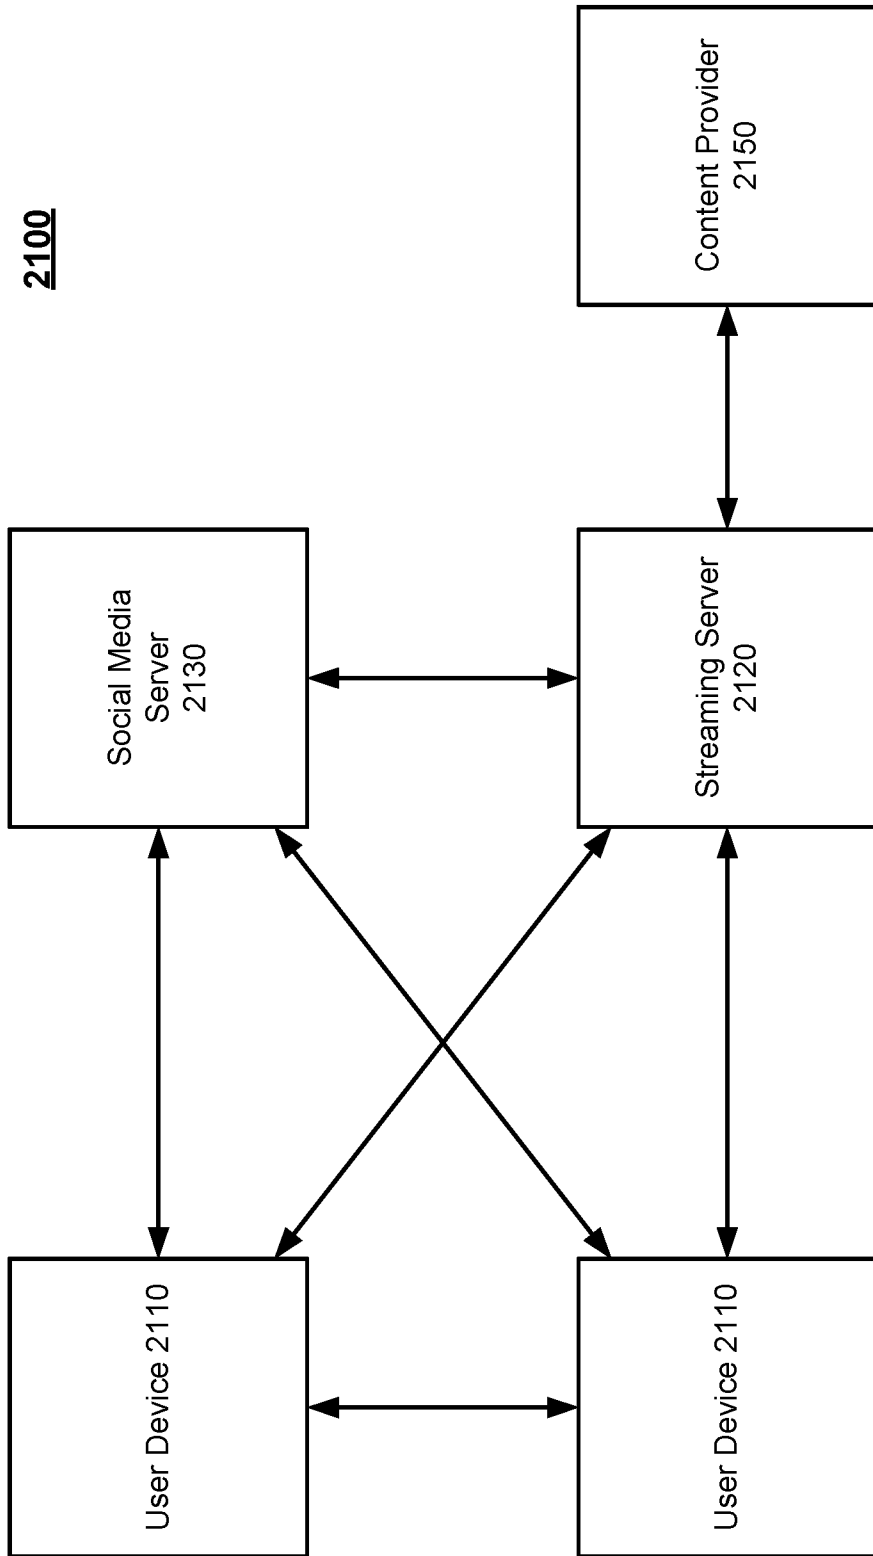 2100
User Device 2110
Social Media
Server
2130
User Device 2110
Streaming Server
2120
Content Provider
2150